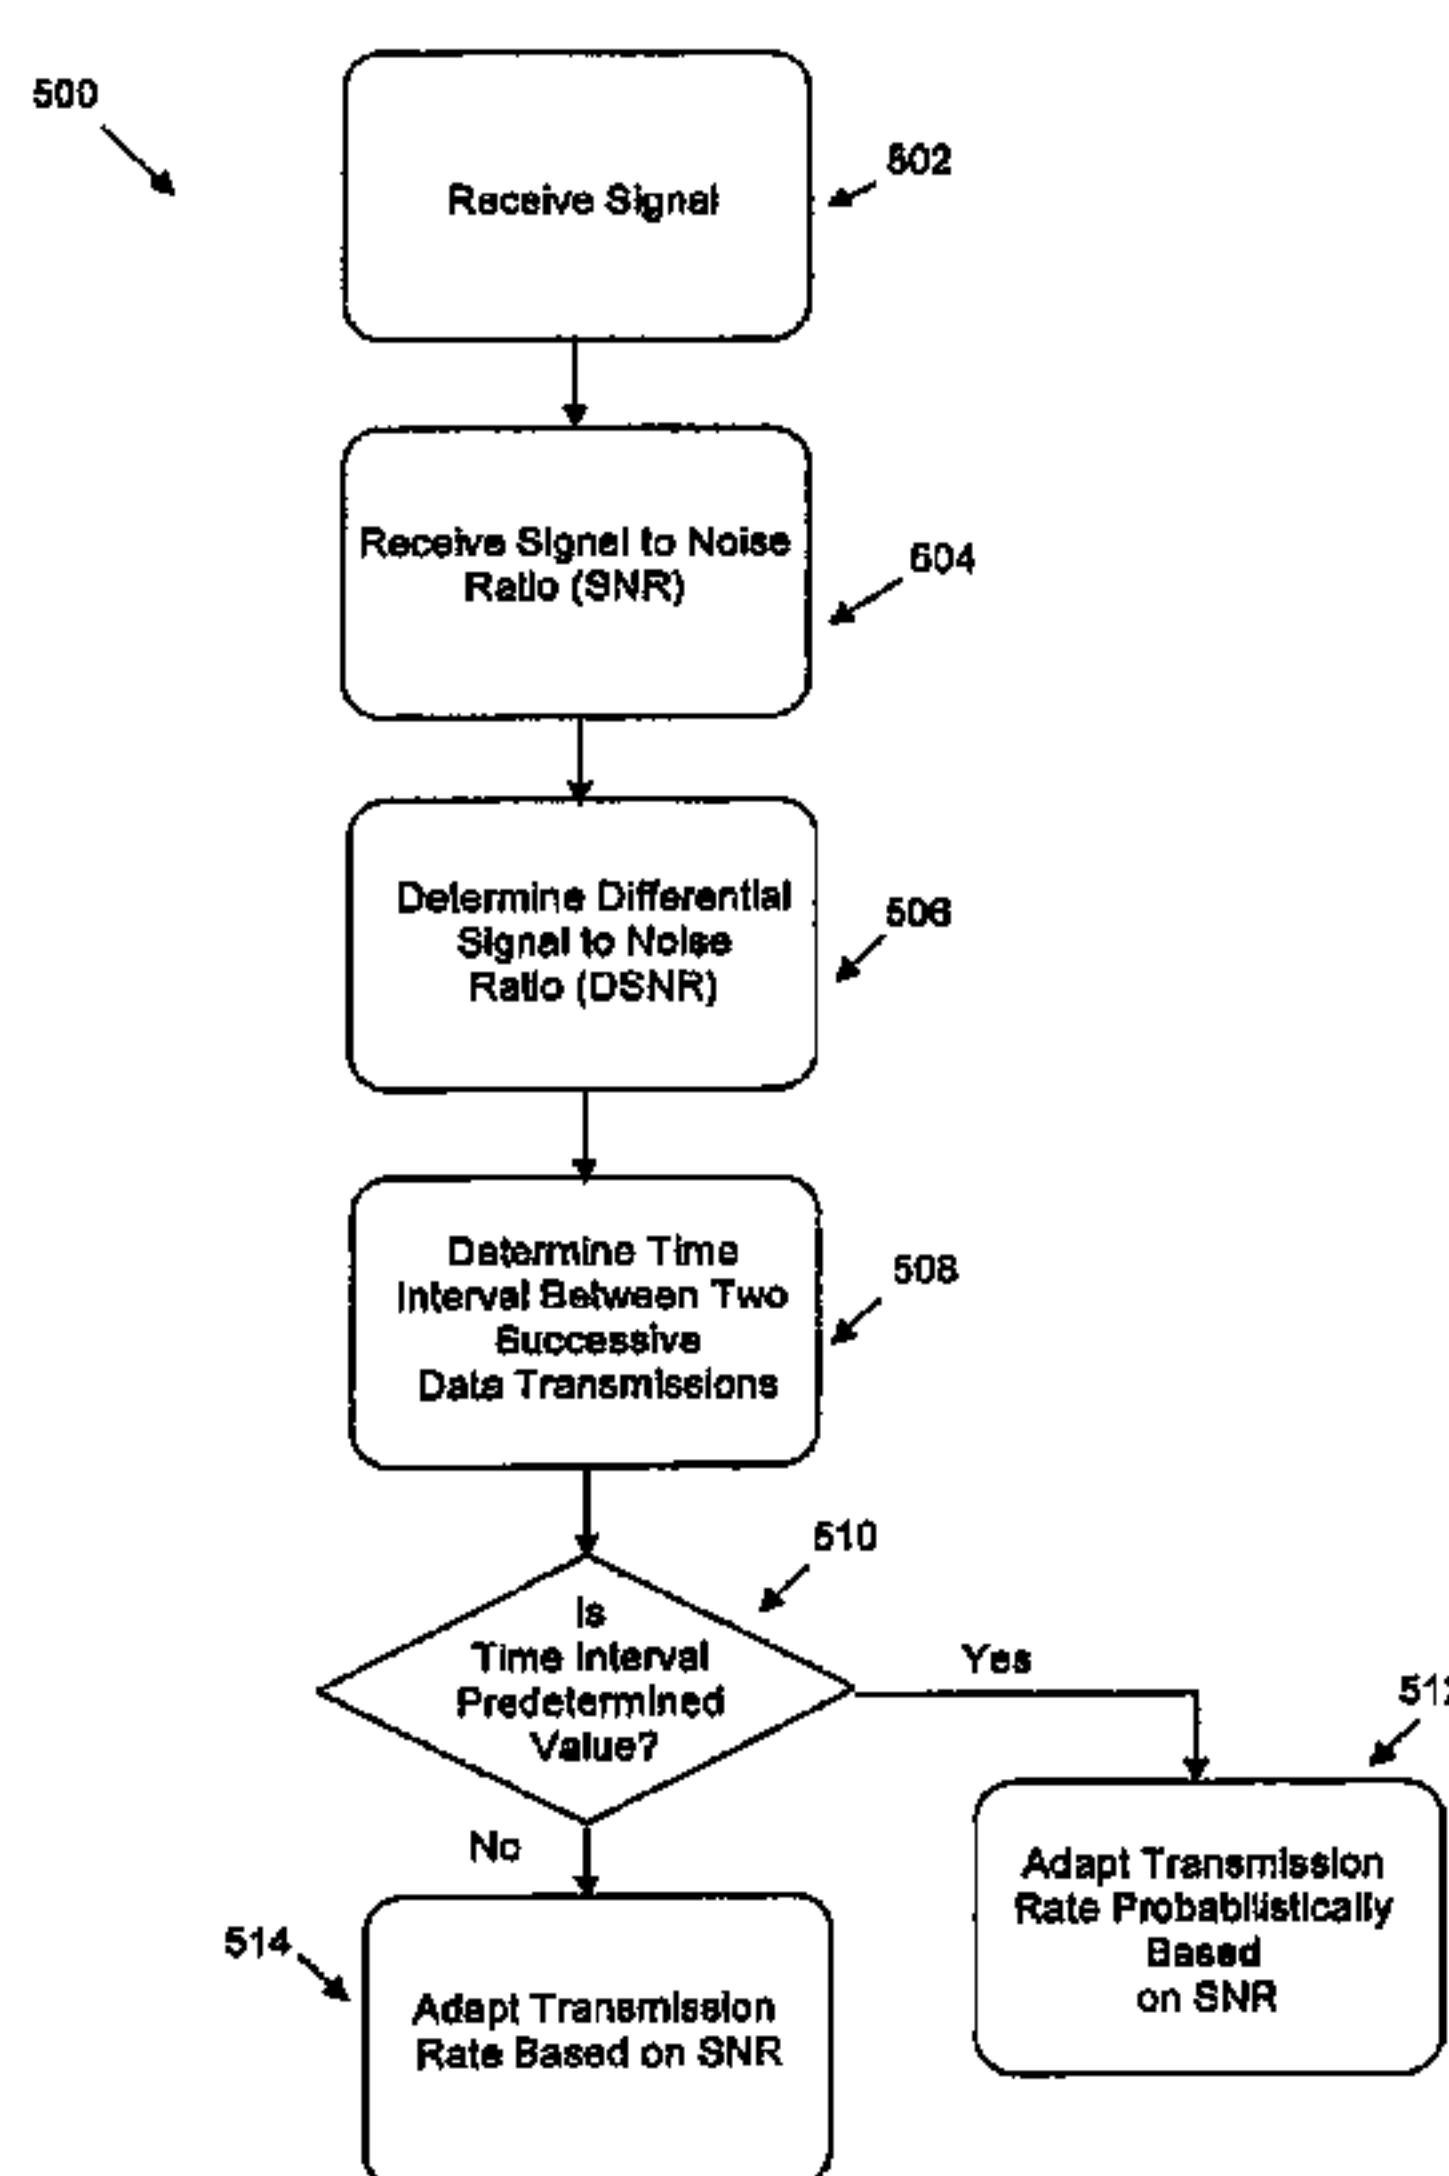 500
Receive Signal
502
Receive Signal to Noise
Ratio (SNR)
504
Determine Differential
Signal to Noise
Ratio (DSNR)
506
Determine Time
Interval Between Two
Successive
Data Transmissions
508
510
Is
Time Interval
Predetermined
Value?
Yes
512
No
Adapt Transmission
Rate Probabilistically
Based
on SNR
514
Adapt Transmission
Rate Based on SNR